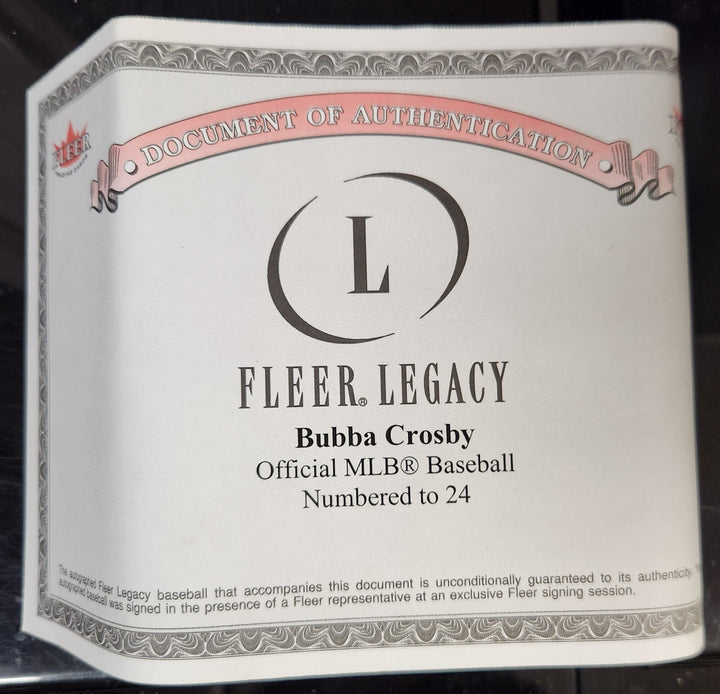 DOCUMENT OF AUTHENTICATION
FLEER
TRADING CARDS
L
FLEER® LEGACY
Bubba Crosby
Official MLB® Baseball
Numbered to 24
The autographed Fleer Legacy baseball that accompanies this document is unconditionally guaranteed to its authenticity.
autographed baseball was signed in the presence of a Fleer representative at an exclusive Fleer signing session.